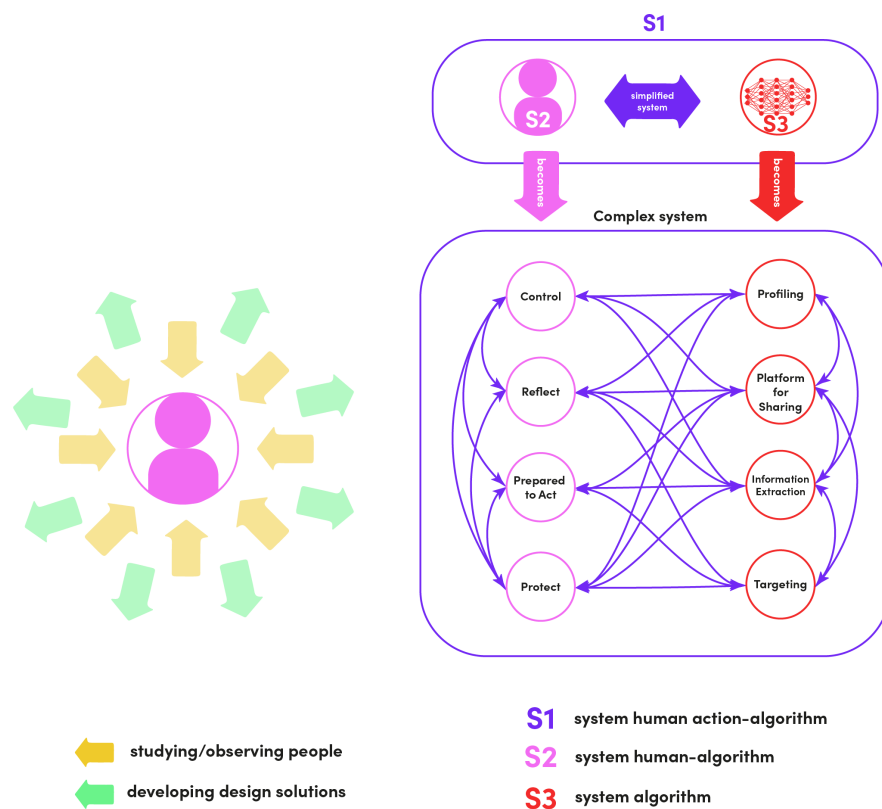 S1
S2
simplified
system
S3
becomes
becomes
Complex system
Control
Profiling
Reflect
Platform
for
Sharing
Prepared
to Act
Information
Extraction
Protect
Targeting
studying/observing people
developing design solutions
S1 system human action-algorithm
S2 system human-algorithm
S3 system algorithm